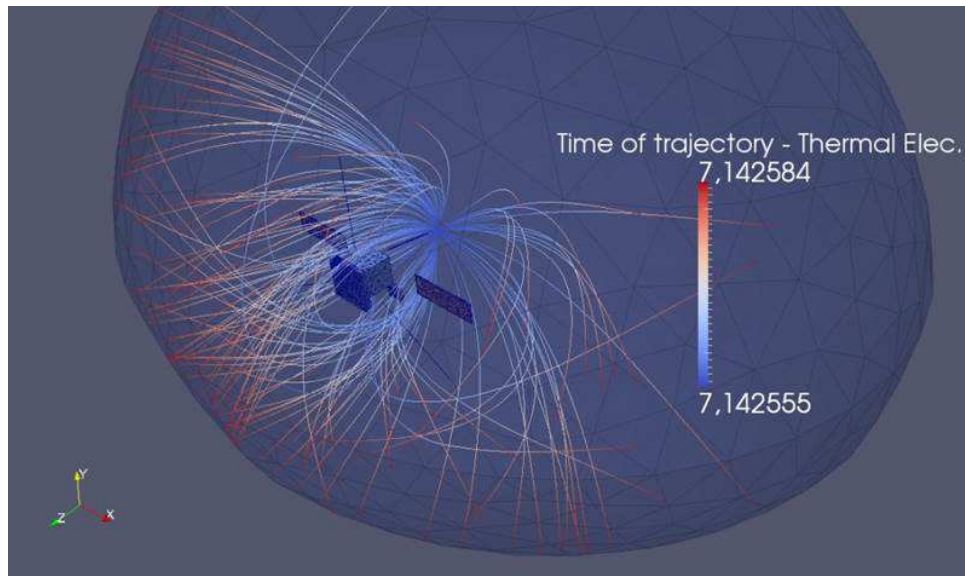 Time of trajectory - Thermal Elec.
7,142584
7,142555
Y
Z
X